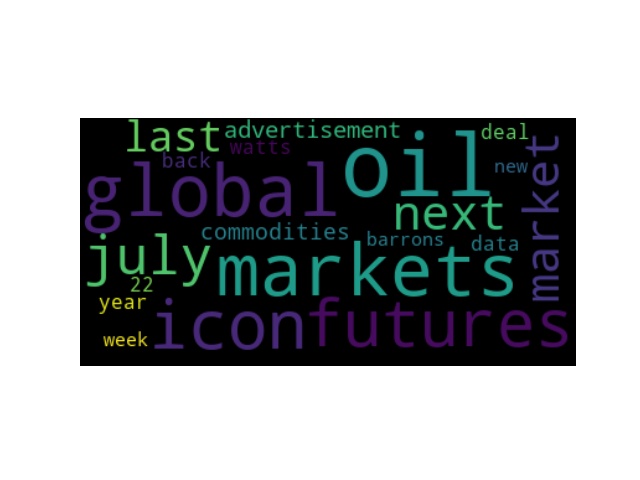 last
advertisement
deal
watts
back
oil
new
market
global
next
commodities
barrons
data
july
markets
22
year
icon
futures
week